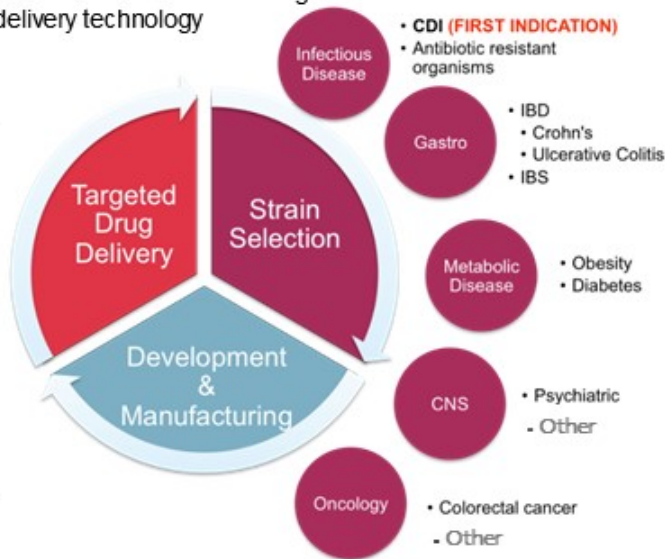 delivery technology
Infectious
Disease
• CDI (FIRST INDICATION)
• Antibiotic resistant
organisms
Gastro
• IBD
• Crohn's
• Ulcerative Colitis
• IBS
Targeted
Drug
Delivery
Strain
Selection
Metabolic
Disease
• Obesity
• Diabetes
Development
&
Manufacturing
CNS
• Psychiatric
- Other
Oncology
• Colorectal cancer
- Other